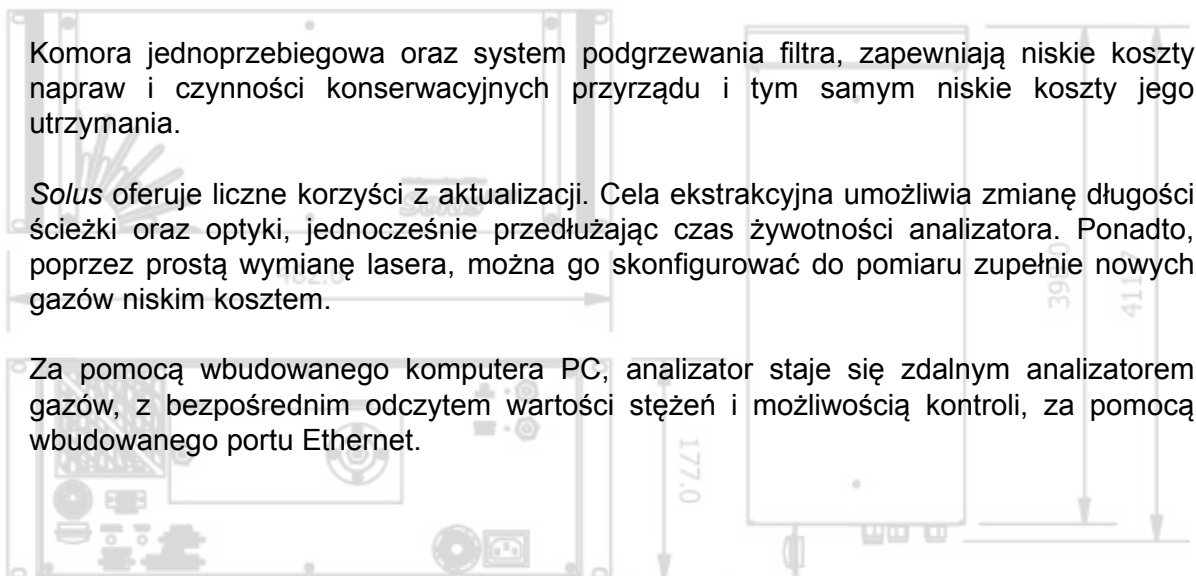 Komora jednoprzebiegowa oraz system podgrzewania filtra, zapewniają niskie koszty
napraw i czynności konserwacyjnych przyrządu i tym samym niskie koszty jego
utrzymania.
Solus oferuje liczne korzyści z aktualizacji. Cela ekstrakcyjna umożliwia zmianę długości
ścieżki oraz optyki, jednocześnie przedłużając czas żywotności analizatora. Ponadto,
poprzez prostą wymianę lasera, można go skonfigurować do pomiaru zupełnie nowych
gazów niskim kosztem.
Za pomocą wbudowanego komputera PC, analizator staje się zdalnym analizatorem
gazów, z bezpośrednim odczytem wartości stężeń i możliwością kontroli, za pomocą
wbudowanego portu Ethernet.
177.0